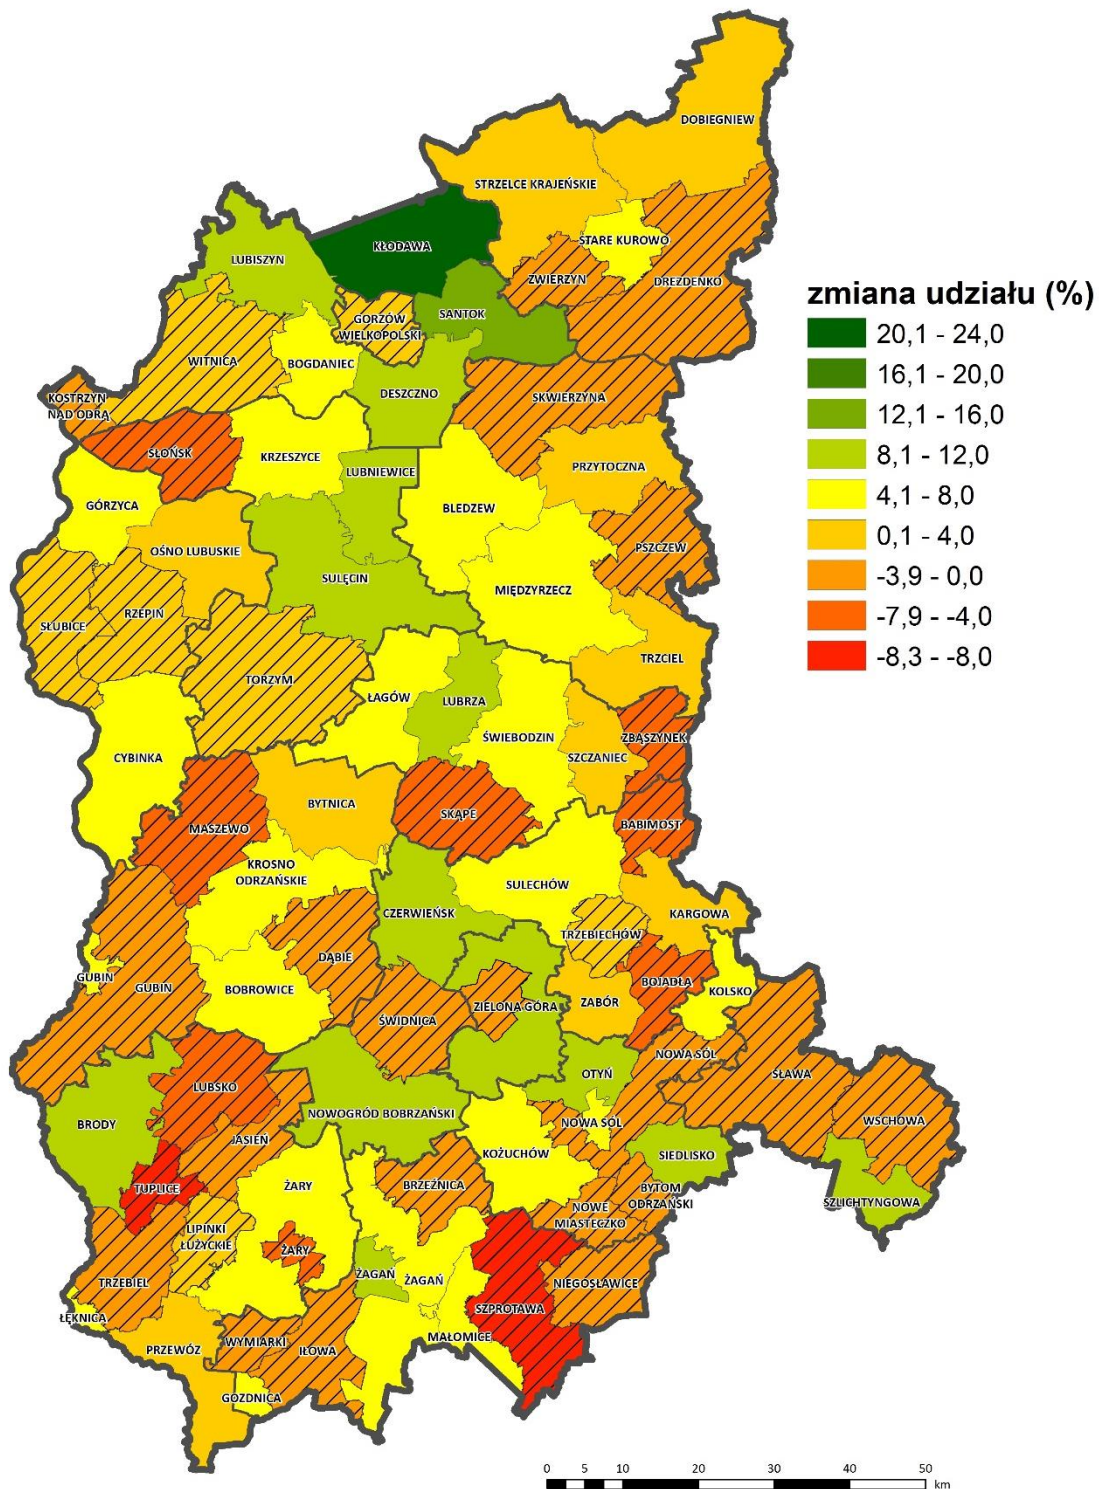 DOBIEGNIEW
STRZELCE KRAJEŃSKIE
STARE KUROWO
KŁODAWA
LUBISZYN
ZWIERZYN
DREZDENKO
zmiana udziału (%)
20,1 - 24,0
16,1 - 20,0
12,1 - 16,0
8,1 - 12,0
4,1 - 8,0
0,1 - 4,0
-3,9 - 0,0
-7,9 - -4,0
-8,3 - -8,0
SANTOK
GORZÓW
WIELKOPOLSKI
WITNICA
BOGDANIEC
DESZCZNO
KOSTRZYN
NAD ODRĄ
SKWIERZYNA
SŁOŃSK
KRZESZYCE
LUBNIEWICE
PRZYTOCZNA
GÓRZYCA
BLEDZEW
OŚNO LUBUSKIE
PSZCZEW
SULĘCIN
MIĘDZYRZECZ
RZEPIŃ
SŁUBICE
TRZCIEL
TORZYM
ŁAGÓW
LUBRZA
ŚWIEBODZIN
ZBĄSZYNEK
CYBINKA
SZCZANIEC
BYTNICA
SKĄPE
BABIMOST
MASZEWO
KROSNO
ODRZAŃSKIE
SULECHÓW
CZERWIEŃSK
KARGOWA
TRZEBIECHÓW
DĄBIE
GUBIN
GUBIN
BOBROWICE
BOJADŁA
KOLSKO
ZABÓR
ZIELONA GÓRA
ŚWIDNICA
NOWA SÓL
OTYŃ
SŁAWA
LUBSKO
NOWOGRÓD BOBRZAŃSKI
BRODY
NOWA SÓL
WSCHOWA
JASIEŃ
KOŻUCHÓW
SIEDLISKO
TUPLICE
ŻARY
BRZEŹNICA
BYTOM
ODRZAŃSKI
SZLICHTYNGOWA
NOWE
MIASTECZKO
LIPINKI
ŁUŻYCKIE
ŻARY
ŻAGAŃ
ŻAGAŃ
TRZEBIEL
NIEGOSŁAWICE
SZPROTAWA
ŁĘKNICA
MAŁOMICE
PRZEWÓZ
WYMIARKI
IŁOWA
GOZDNICA
0 5 10 20 30 40 50
km